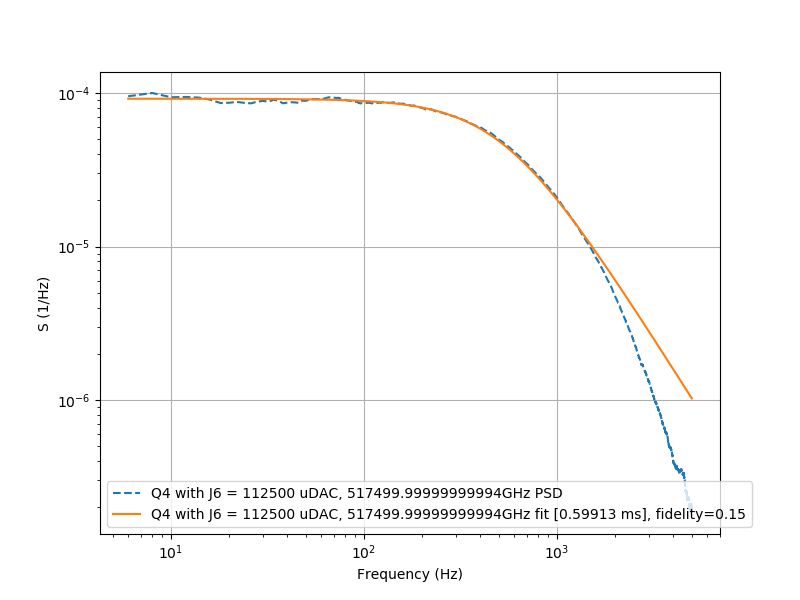 10⁻⁴
10⁻⁵
10⁻⁶
S (1/Hz)
Q4 with J6 = 112500 uDAC, 517499.99999999994GHz PSD
Q4 with J6 = 112500 uDAC, 517499.99999999994GHz fit [0.59913 ms], fidelity=0.15
10¹ 10² 10³
Frequency (Hz)